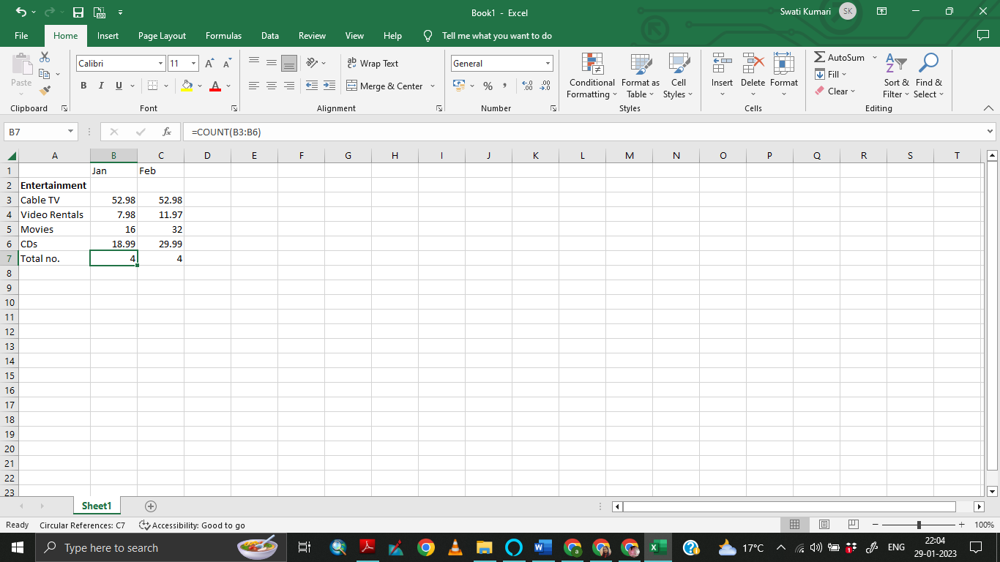 Book1 - Excel
Swati Kumari SK
File Home Insert Page Layout Formulas Data Review View Help Tell me what you want to do
Paste
Calibri 11
B I U
Wrap Text
Merge & Center
General
Conditional Formatting
Format as Table
Cell Styles
Insert Delete Format
AutoSum
Fill
Clear
Sort & Filter
Find & Select
Clipboard Font Alignment Number Styles Cells Editing
B7 fx =COUNT(B3:B6)
A B C D E F G H I J K L M N O P Q R S T
1 Jan Feb
2 Entertainment
3 Cable TV 52.98 52.98
4 Video Rentals 7.98 11.97
5 Movies 16 32
6 CDs 18.99 29.99
7 Total no. 4 4
8
9
10
11
12
13
14
15
16
17
18
19
20
21
22
23
Sheet1
Ready Circular References: C7 Accessibility: Good to go 100%
Type here to search 17°C ENG 22:04
29-01-2023